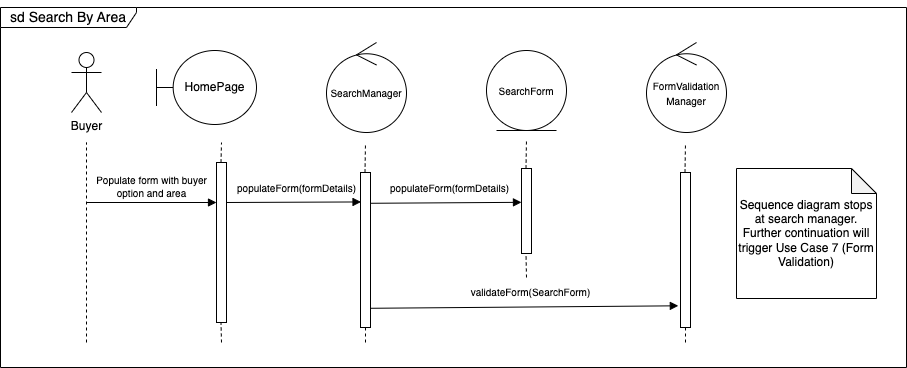 sd Search By Area
HomePage
SearchManager
SearchForm
FormValidation
Manager
Buyer
Populate form with buyer
option and area
populateForm(formDetails)
populateForm(formDetails)
Sequence diagram stops
at search manager.
Further continuation will
trigger Use Case 7 (Form
Validation)
validateForm(SearchForm)